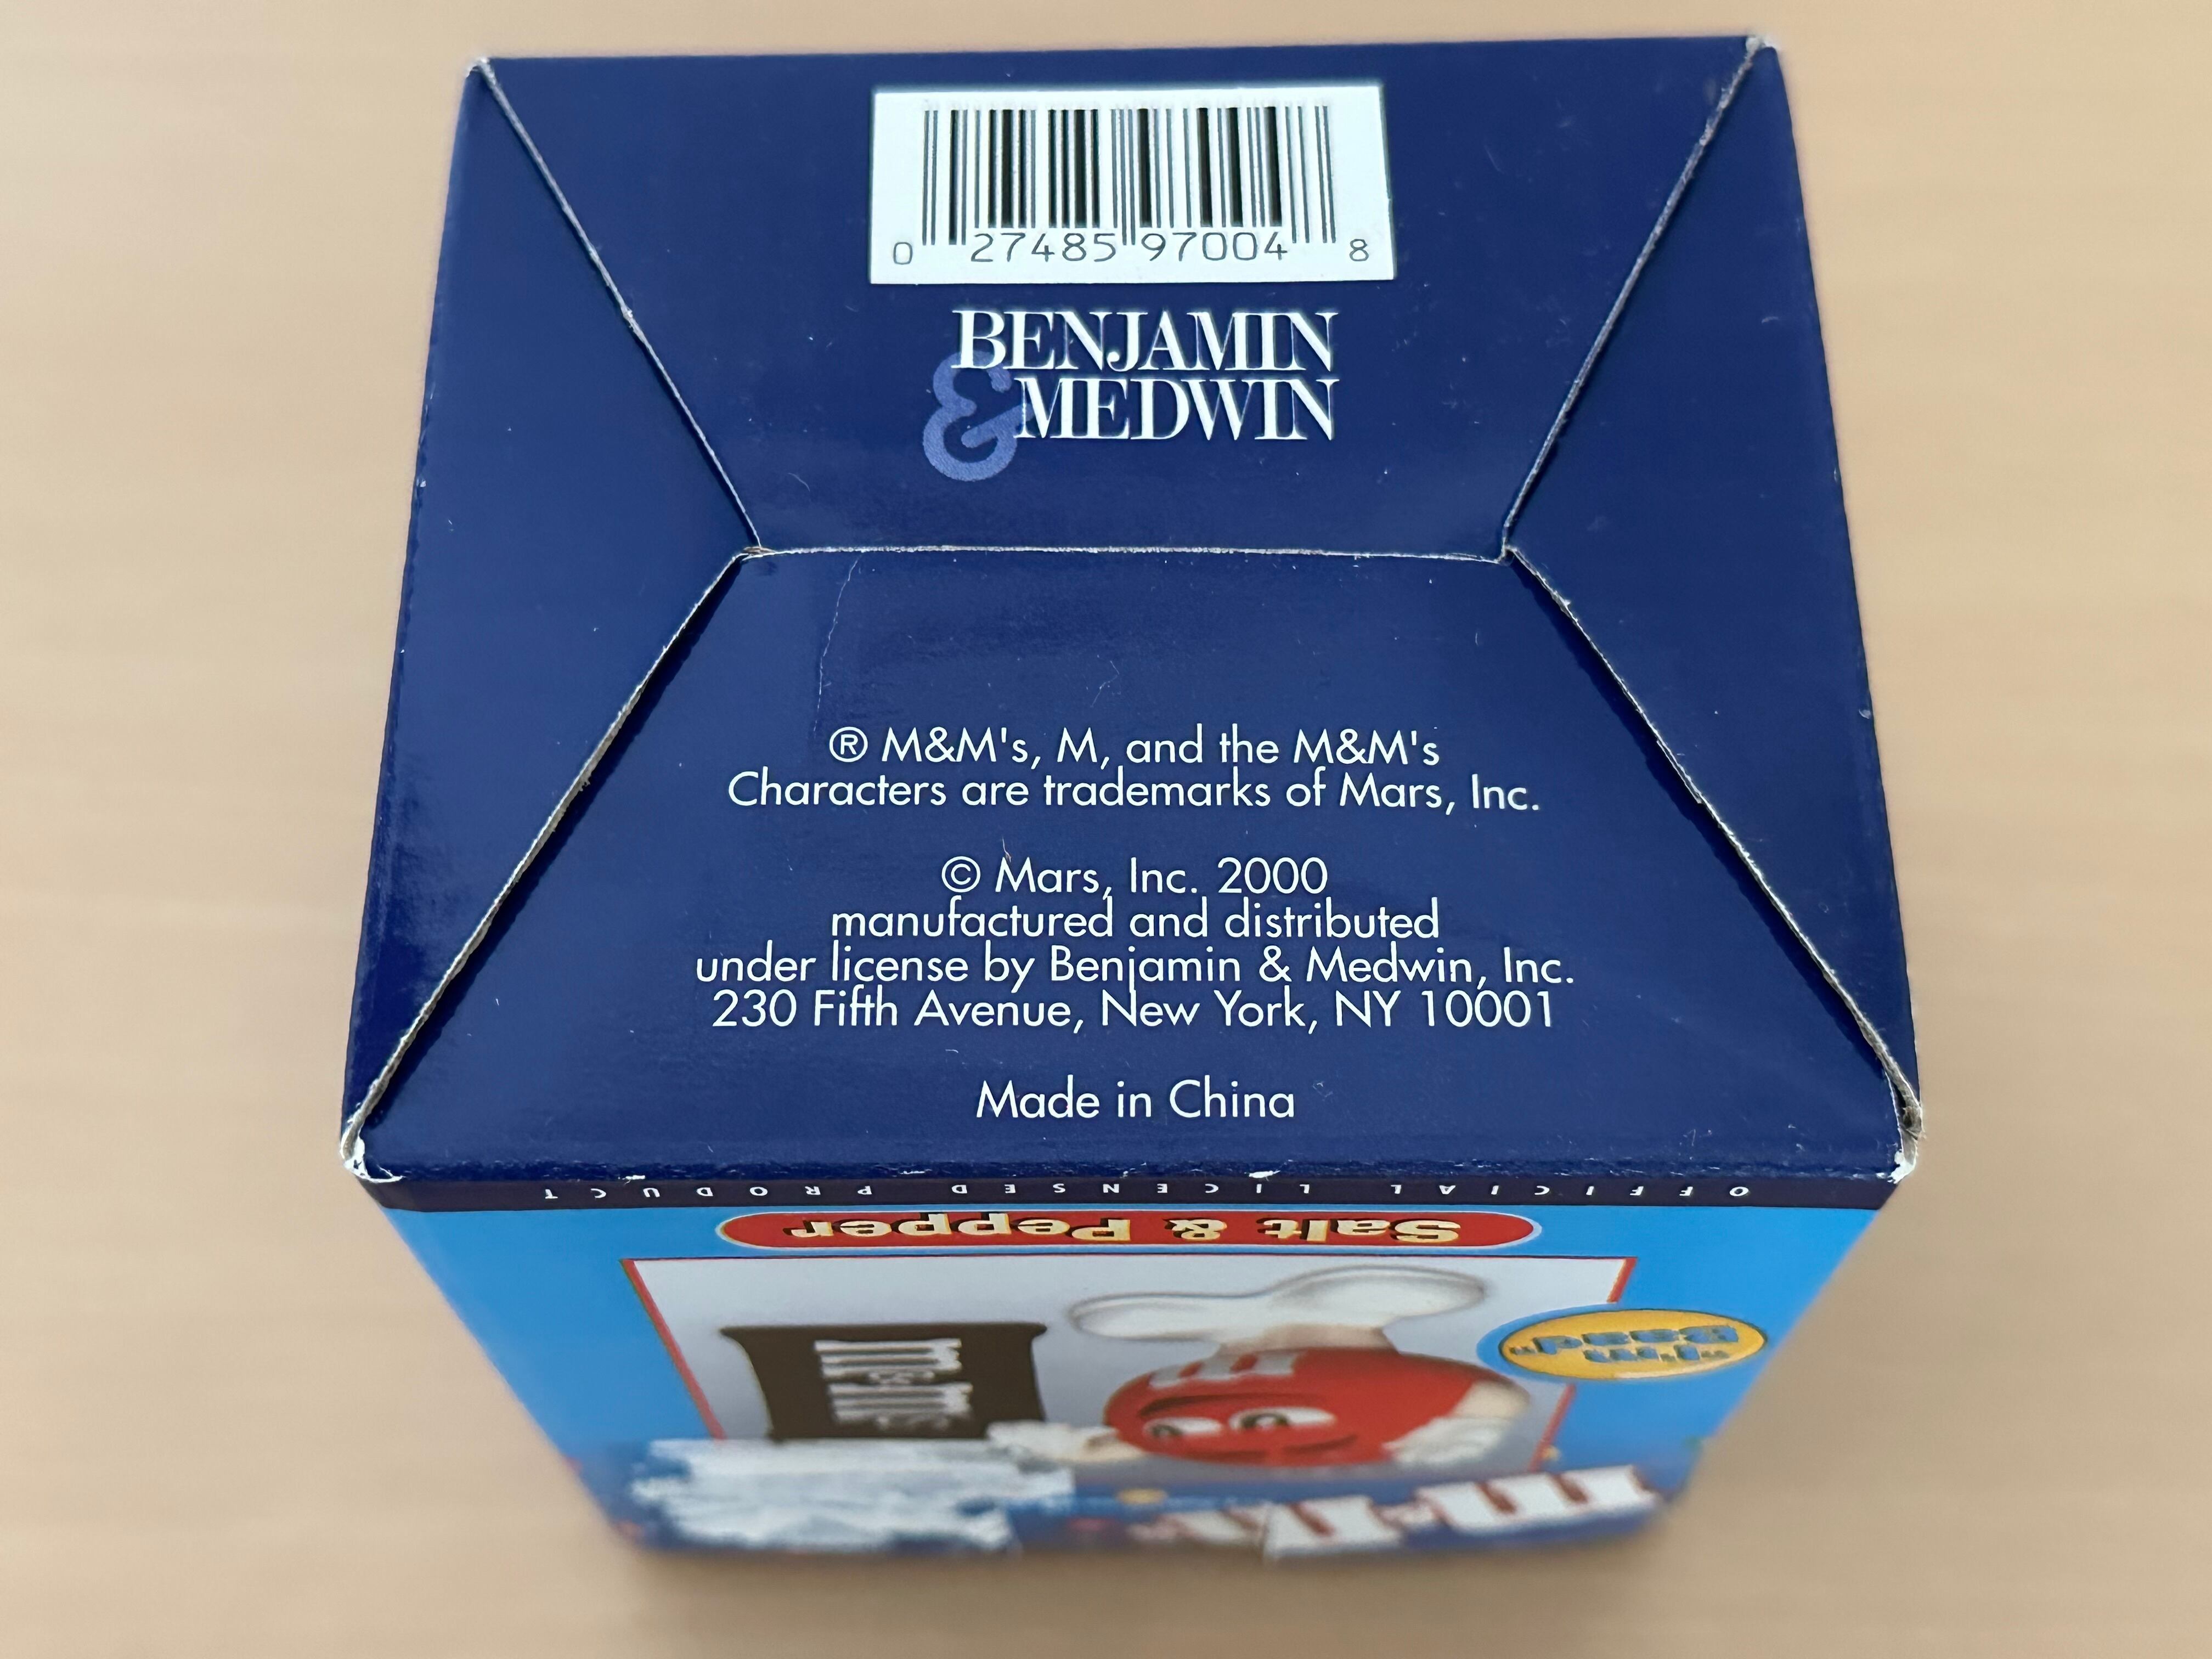 0 27485 97004 8
BENJAMIN
& MEDWIN
® M&M's, M, and the M&M's
Characters are trademarks of Mars, Inc.
© Mars, Inc. 2000
manufactured and distributed
under license by Benjamin & Medwin, Inc.
230 Fifth Avenue, New York, NY 10001
Made in China
OFFICIAL LICENSED PRODUCT
Salt & Pepper
"I'm Baaad"
m&m's
m
m&m's